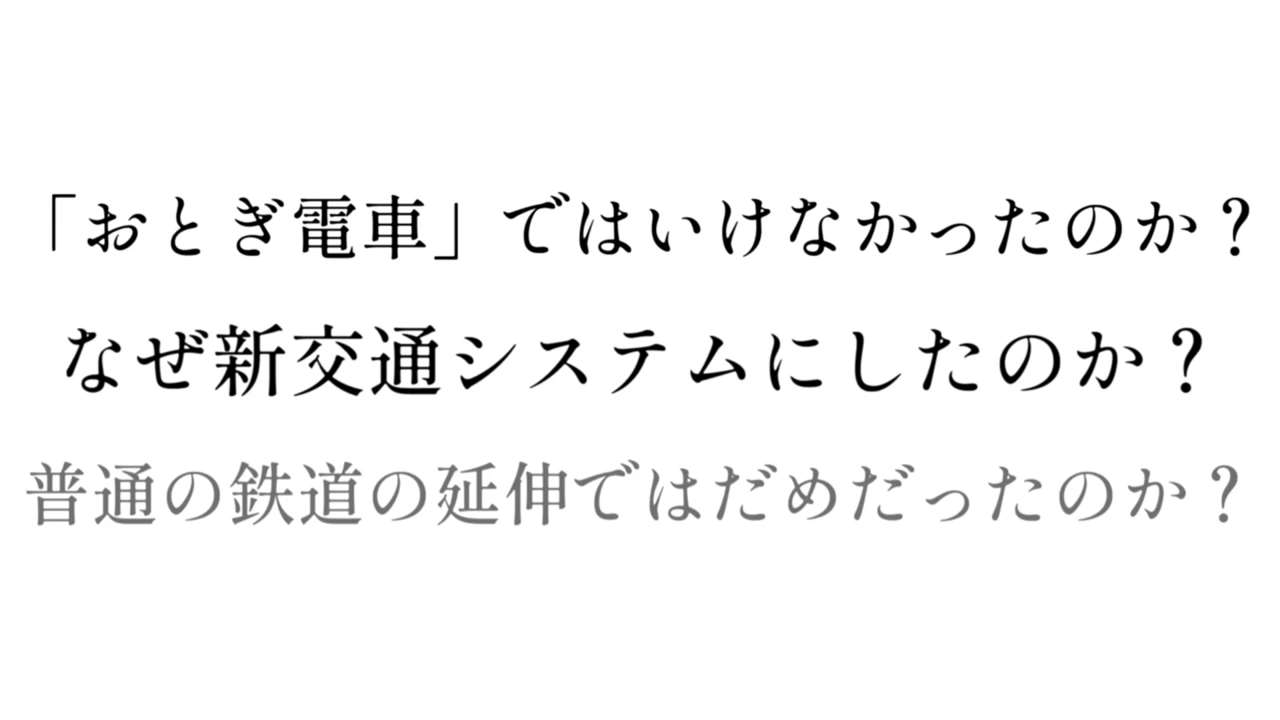 「おとぎ電車」ではいけなかったのか？
なぜ新交通システムにしたのか？
普通の鉄道の延伸ではだめだったのか？